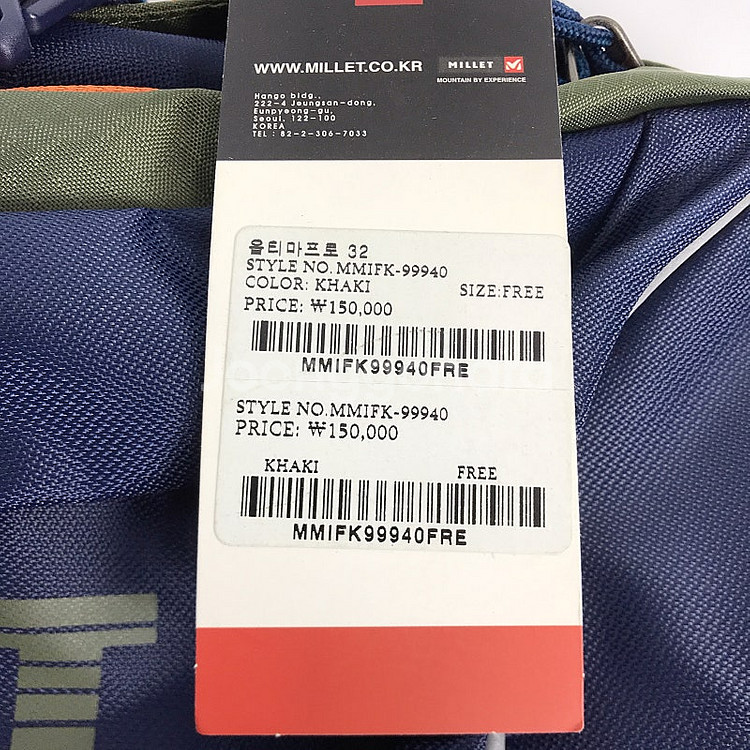 WWW.MILLET.CO.KR
MILLET
MOUNTAIN BY EXPERIENCE
Hango bldg.,
222-4 Jeungsan-dong,
Eunpyeong-gu,
Seoul, 122-100
KOREA
TEL : 82-2-306-7033
올티마프로 32
STYLE NO. MMIFK-99940
COLOR: KHAKI SIZE:FREE
PRICE: ₩150,000
MMIFK99940FRE
STYLE NO.MMIFK-99940
PRICE: ₩150,000
KHAKI FREE
MMIFK99940FRE